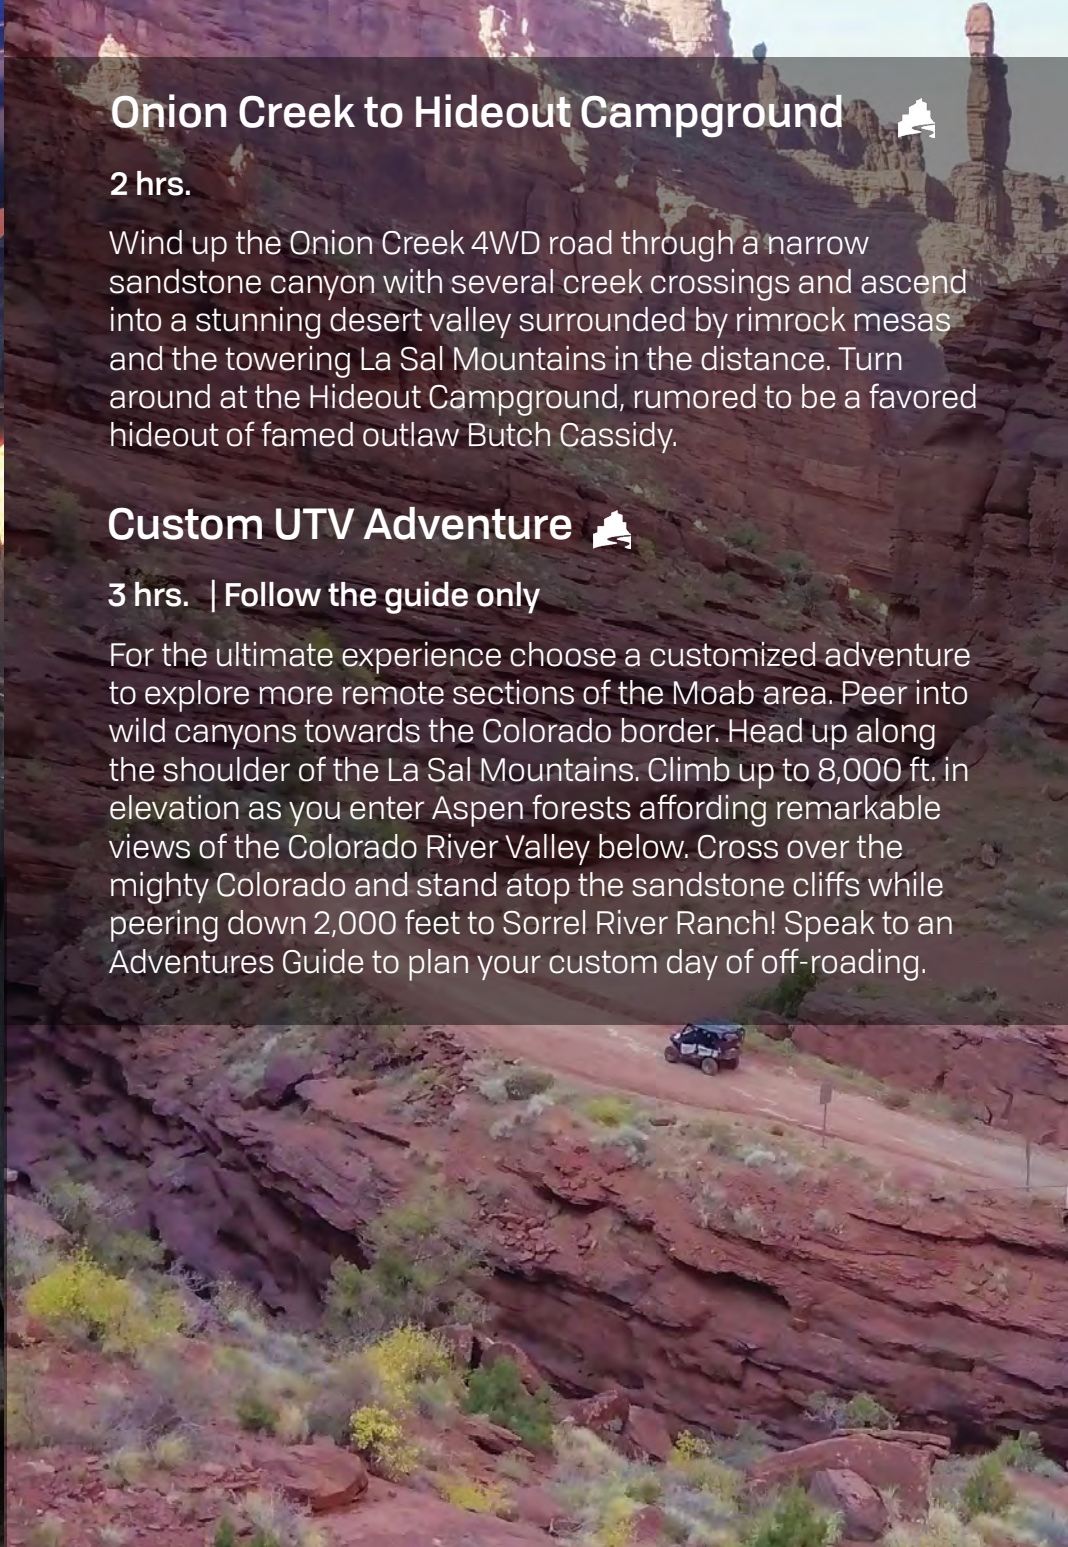 Onion Creek to Hideout Campground
2 hrs.
Wind up the Onion Creek 4WD road through a narrow
sandstone canyon with several creek crossings and ascend
into a stunning desert valley surrounded by rimrock mesas
and the towering La Sal Mountains in the distance. Turn
around at the Hideout Campground, rumored to be a favored
hideout of famed outlaw Butch Cassidy.
Custom UTV Adventure
3 hrs. | Follow the guide only
For the ultimate experience choose a customized adventure
to explore more remote sections of the Moab area. Peer into
wild canyons towards the Colorado border. Head up along
the shoulder of the La Sal Mountains. Climb up to 8,000 ft. in
elevation as you enter Aspen forests affording remarkable
views of the Colorado River Valley below. Cross over the
mighty Colorado and stand atop the sandstone cliffs while
peering down 2,000 feet to Sorrel River Ranch! Speak to an
Adventures Guide to plan your custom day of off-roading.